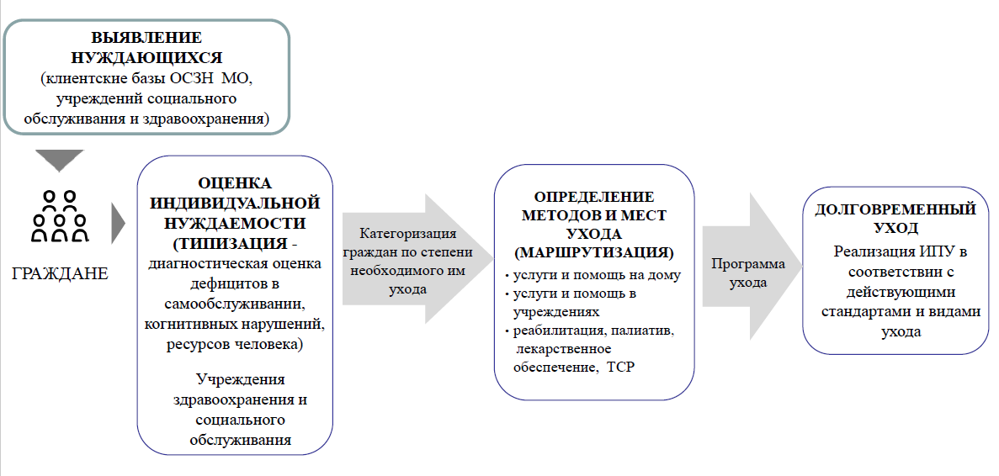 ВЫЯВЛЕНИЕ
НУЖДАЮЩИХСЯ
(клиентские базы ОСЗН  МО,
учреждений социального
обслуживания и здравоохранения)
ГРАЖДАНЕ
ОЦЕНКА
ИНДИВИДУАЛЬНОЙ
НУЖДАЕМОСТИ
(ТИПИЗАЦИЯ -
диагностическая оценка
дефицитов в
самообслуживании,
когнитивных нарушений,
ресурсов человека)
Учреждения
здравоохранения и
социального
обслуживания
Категоризация
граждан по степени
необходимого им
ухода
ОПРЕДЕЛЕНИЕ
МЕТОДОВ И МЕСТ
УХОДА
(МАРШРУТИЗАЦИЯ)
• услуги и помощь на дому
• услуги и помощь в
учреждениях
• реабилитация, палиатив,
лекарственное
обеспечение,  ТСР
Программа
ухода
ДОЛГОВРЕМЕННЫЙ
УХОД
Реализация ИПУ в
соответствии с
действующими
стандартами и видами
ухода